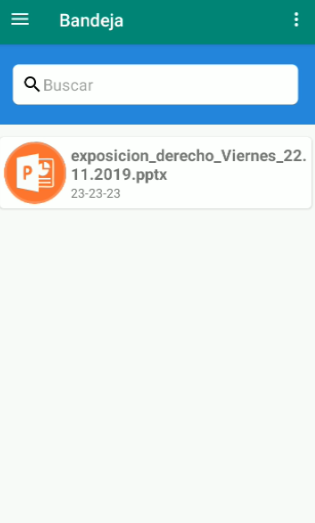 Bandeja
Buscar
P
exposicion_derecho_Viernes_22.
11.2019.pptx
23-23-23